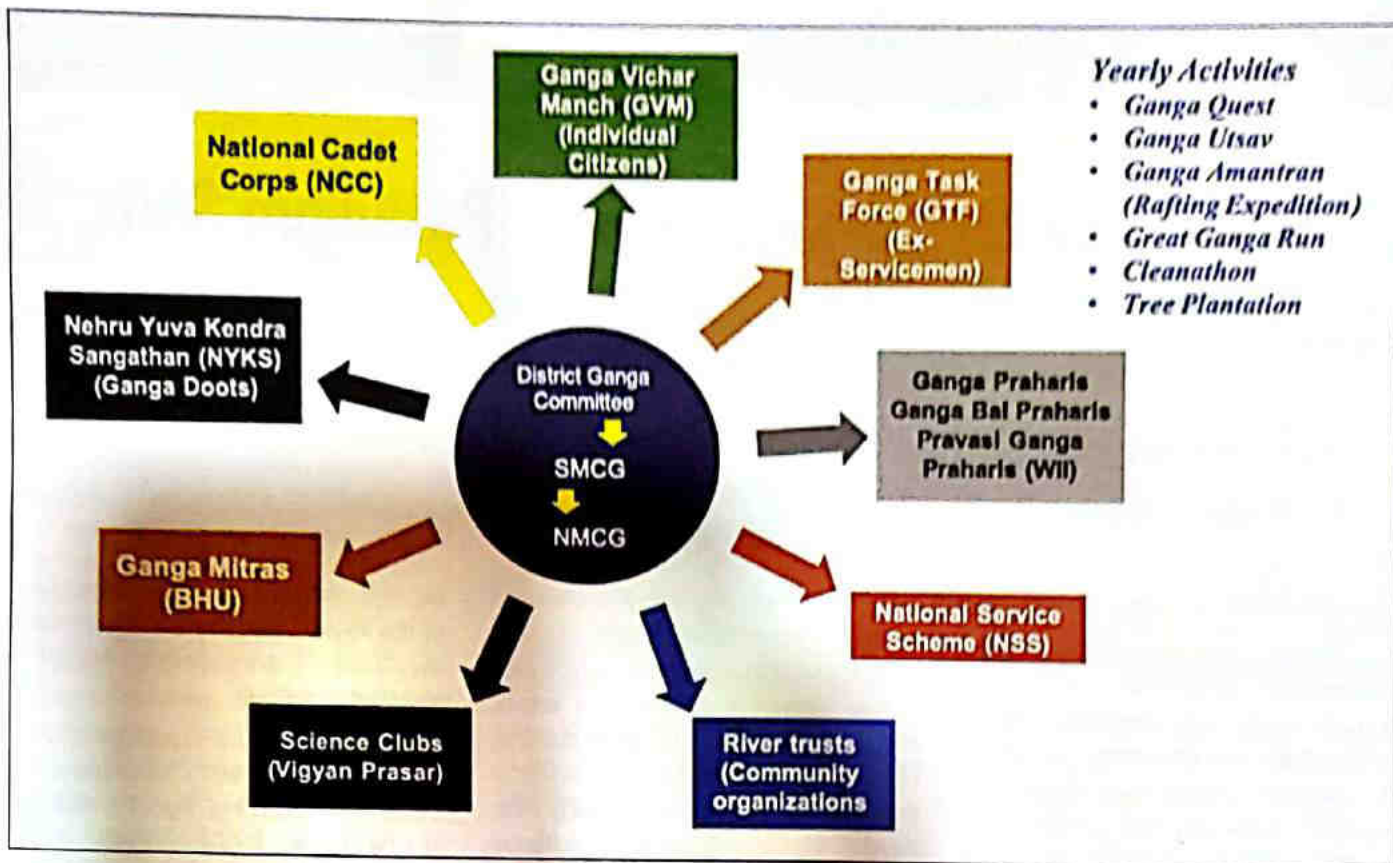 Ganga Vichar
Manch (GVM)
(Individual
Citizens)
Yearly Activities
• Ganga Quest
• Ganga Utsav
• Ganga Amantran
(Rafting Expedition)
• Great Ganga Run
• Cleanathon
• Tree Plantation
National Cadet
Corps (NCC)
Ganga Task
Force (GTF)
(Ex-
Servicemen)
Nehru Yuva Kendra
Sangathan (NYKS)
(Ganga Doots)
District Ganga
Committee
SMCG
NMCG
Ganga Praharis
Ganga Bal Praharis
Pravasi Ganga
Praharis (WII)
Ganga Mitras
(BHU)
National Service
Scheme (NSS)
Science Clubs
(Vigyan Prasar)
River trusts
(Community
organizations